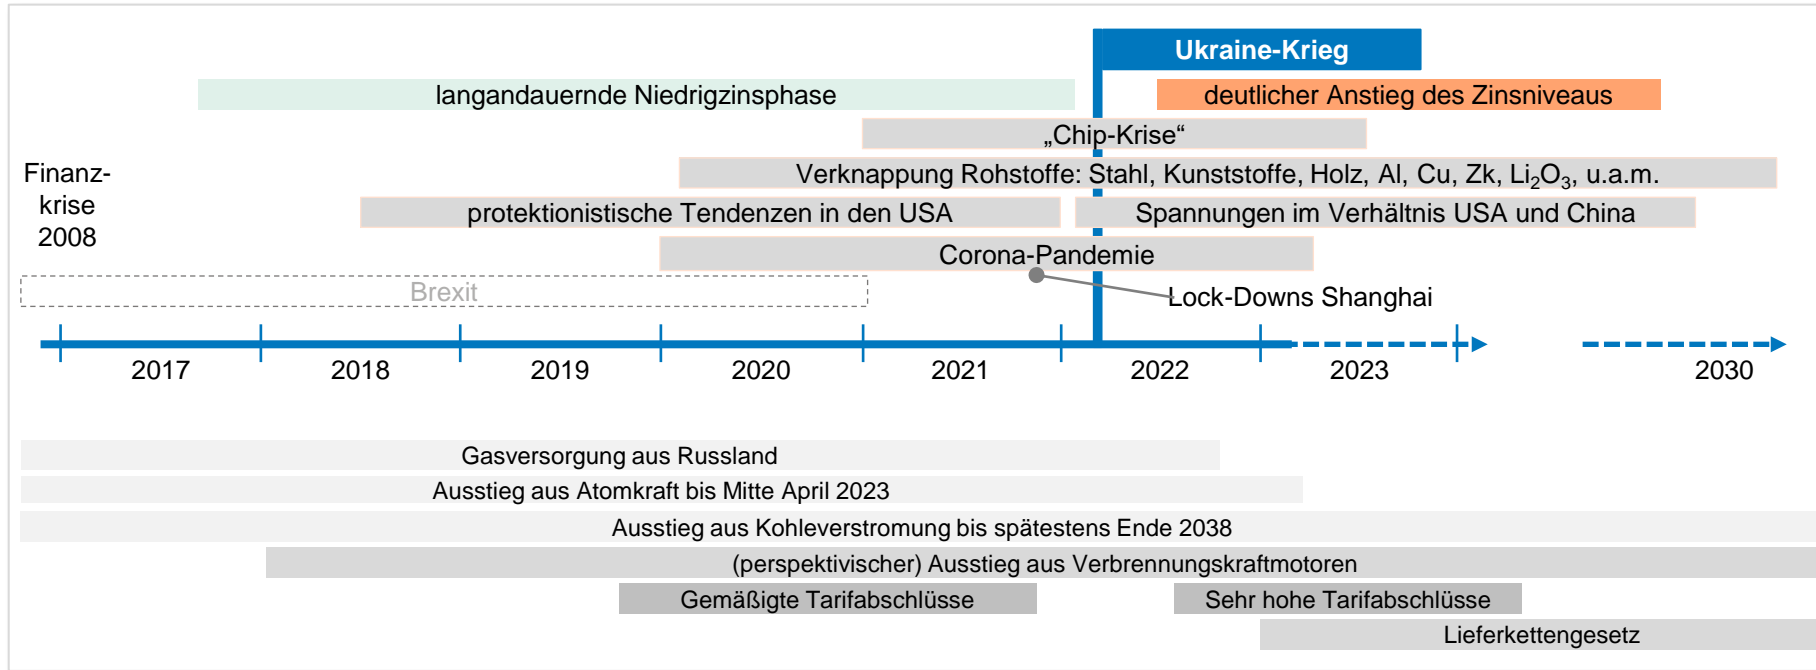 Ukraine-Krieg
langandauernde Niedrigzinsphase
deutlicher Anstieg des Zinsniveaus
„Chip-Krise“
Finanz-
krise
2008
Verknappung Rohstoffe: Stahl, Kunststoffe, Holz, Al, Cu, Zk, Li₂O₃, u.a.m.
protektionistische Tendenzen in den USA
Spannungen im Verhältnis USA und China
Corona-Pandemie
Brexit
Lock-Downs Shanghai
2017 2018 2019 2020 2021 2022 2023 2030
Gasversorgung aus Russland
Ausstieg aus Atomkraft bis Mitte April 2023
Ausstieg aus Kohleverstromung bis spätestens Ende 2038
(perspektivischer) Ausstieg aus Verbrennungskraftmotoren
Gemäßigte Tarifabschlüsse
Sehr hohe Tarifabschlüsse
Lieferkettengesetz